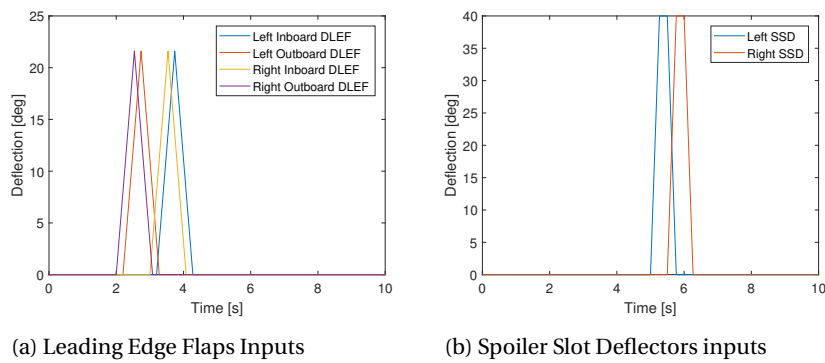 25
20
15
10
5
0
Deflection [deg]
0 2 4 6 8 10
Time [s]
Left Inboard DLEF
Left Outboard DLEF
Right Inboard DLEF
Right Outboard DLEF
(a) Leading Edge Flaps Inputs
40
35
30
25
20
15
10
5
0
Deflection [deg]
0 2 4 6 8 10
Time [s]
Left SSD
Right SSD
(b) Spoiler Slot Deflectors inputs